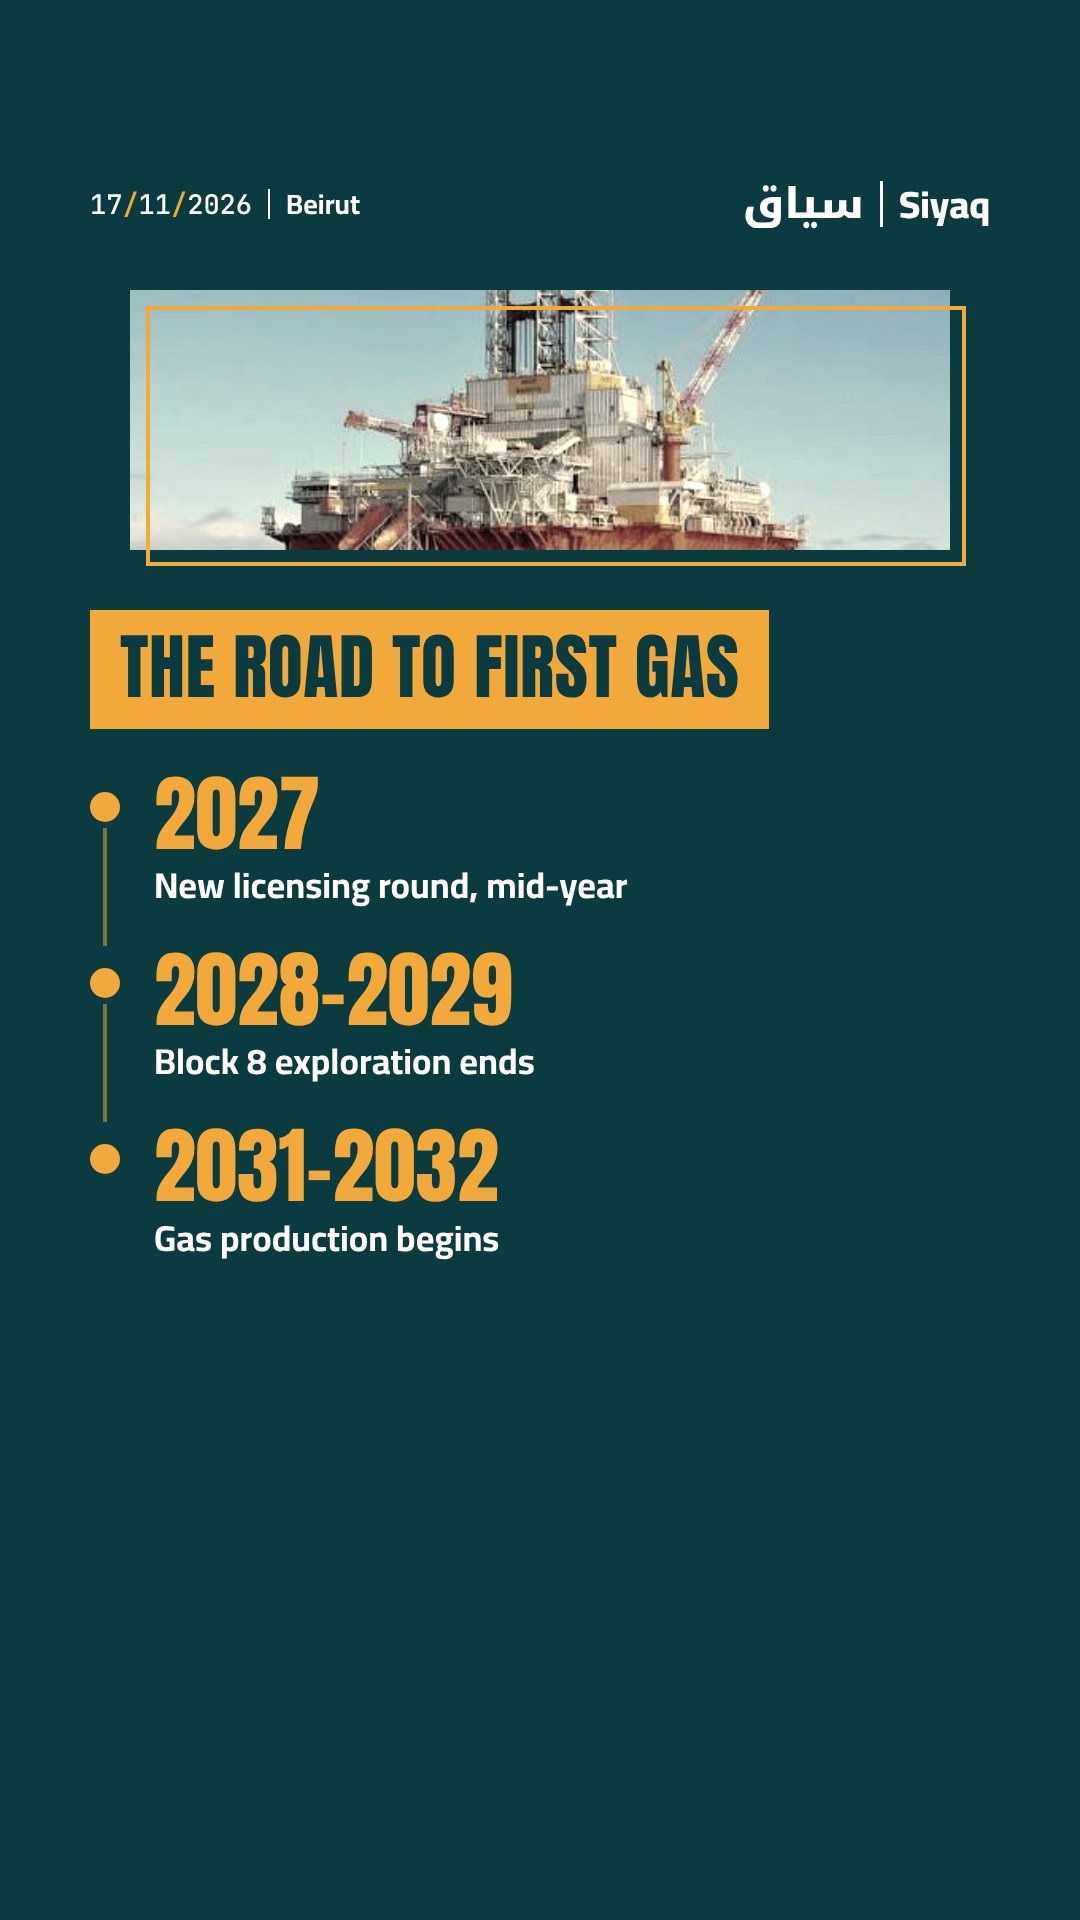 17/11/2026 | Beirut
سياق | Siyaq
THE ROAD TO FIRST GAS
2027
New licensing round, mid-year
2028-2029
Block 8 exploration ends
2031-2032
Gas production begins